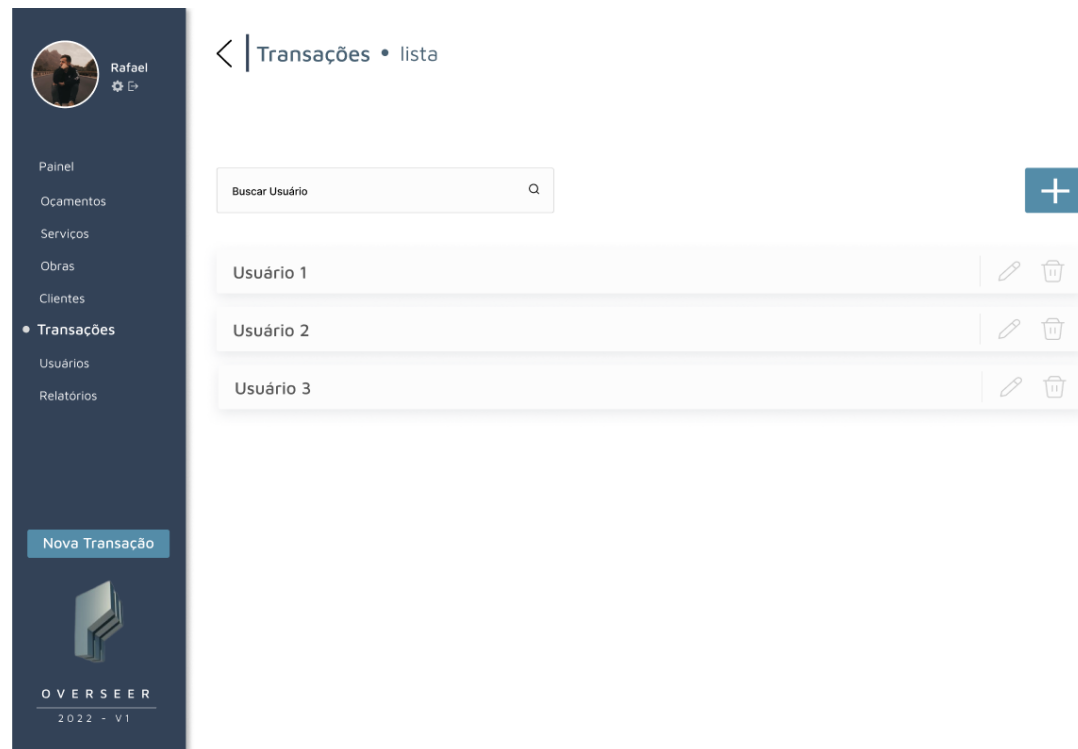 Rafael
Painel
Oçamentos
Serviços
Obras
Clientes
Transações
Usuários
Relatórios
Nova Transação
OVERSEER
2022 - V1
Transações • lista
Buscar Usuário
Usuário 1
Usuário 2
Usuário 3